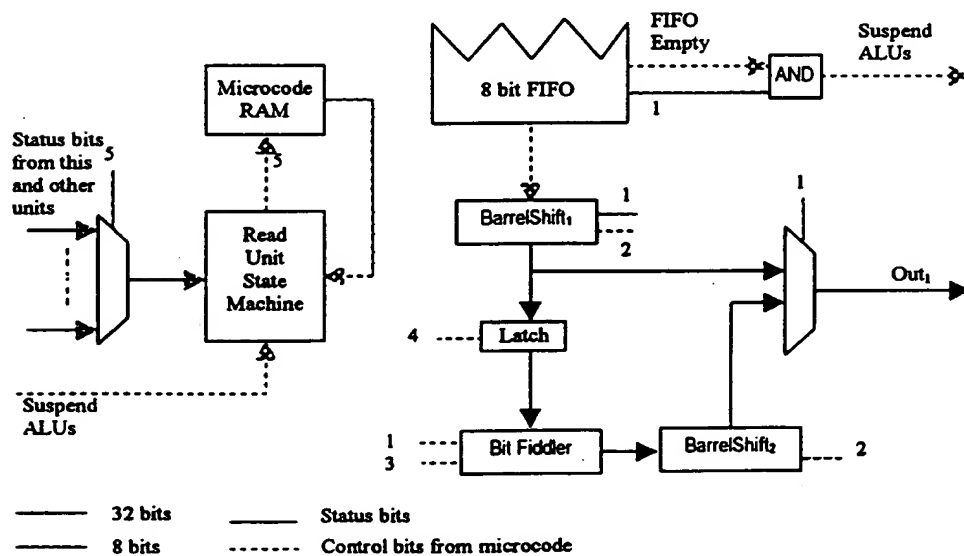 FIFO
Empty
Suspend
ALUs
AND
8 bit FIFO
1
Microcode
RAM
Status bits
from this
and other
units
5
5
Read
Unit
State
Machine
Suspend
ALUs
BarrelShift₁
1
2
1
Out₁
4
Latch
1
3
Bit Fiddler
BarrelShift₂
2
32 bits
Status bits
8 bits
Control bits from microcode